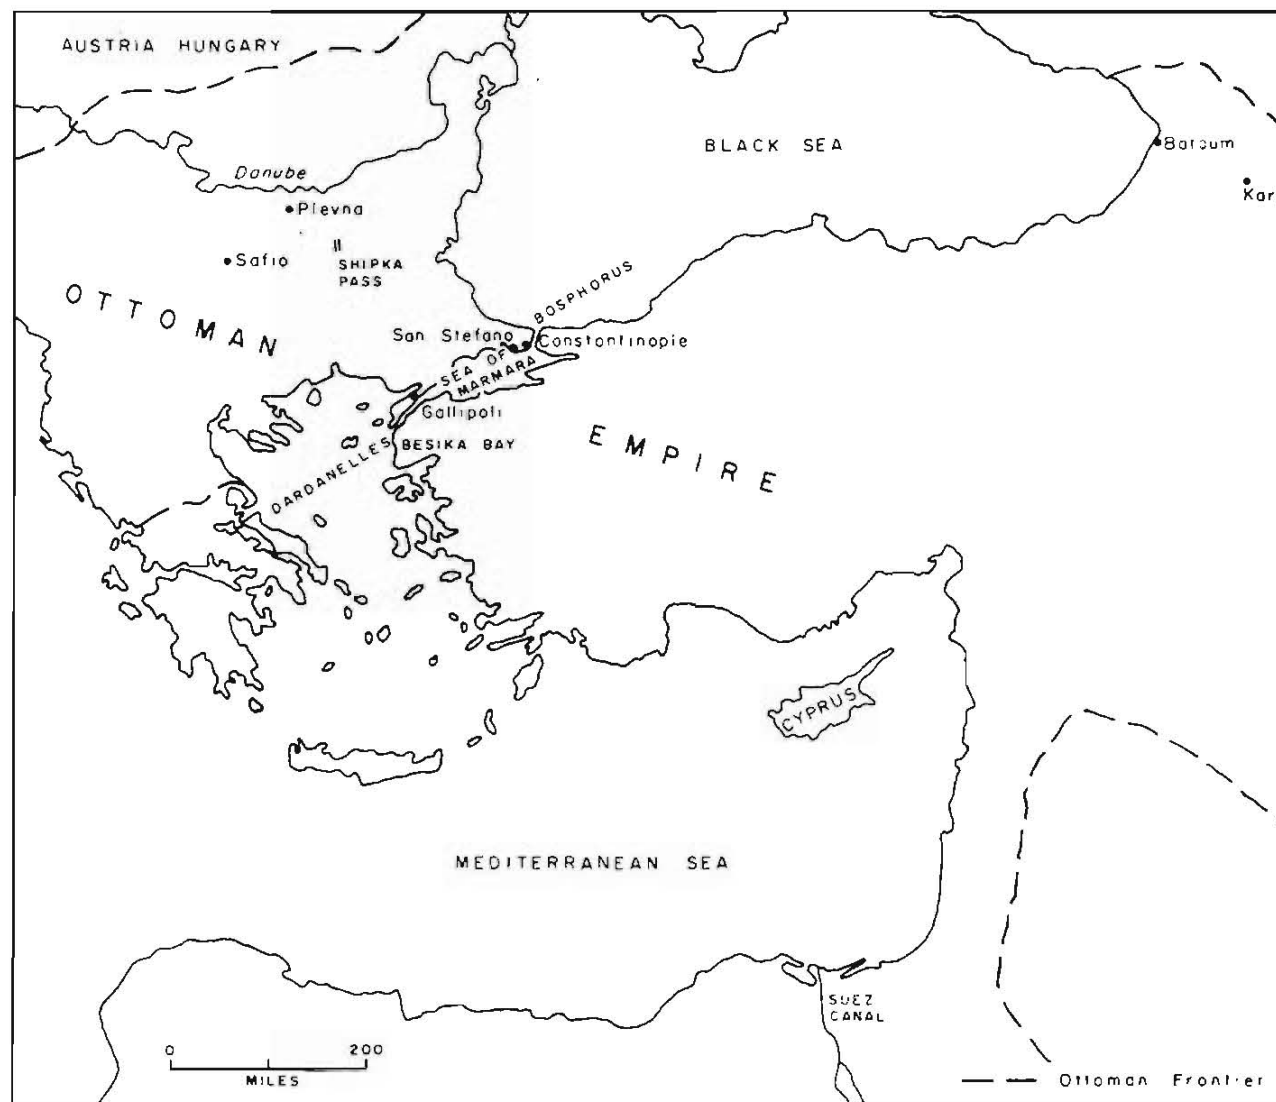 AUSTRIA HUNGARY
BLACK SEA
Batoum
Kar
Danube
Plevna
Safio
SHIPKA
PASS
OTTOMAN
BOSPHORUS
San Stefano
Constantinople
SEA OF
MARMARA
Gallipoli
BESIKA BAY
DARDANELLES
EMPIRE
CYPRUS
MEDITERRANEAN SEA
SUEZ
CANAL
0 200
MILES
Ottoman Frontier